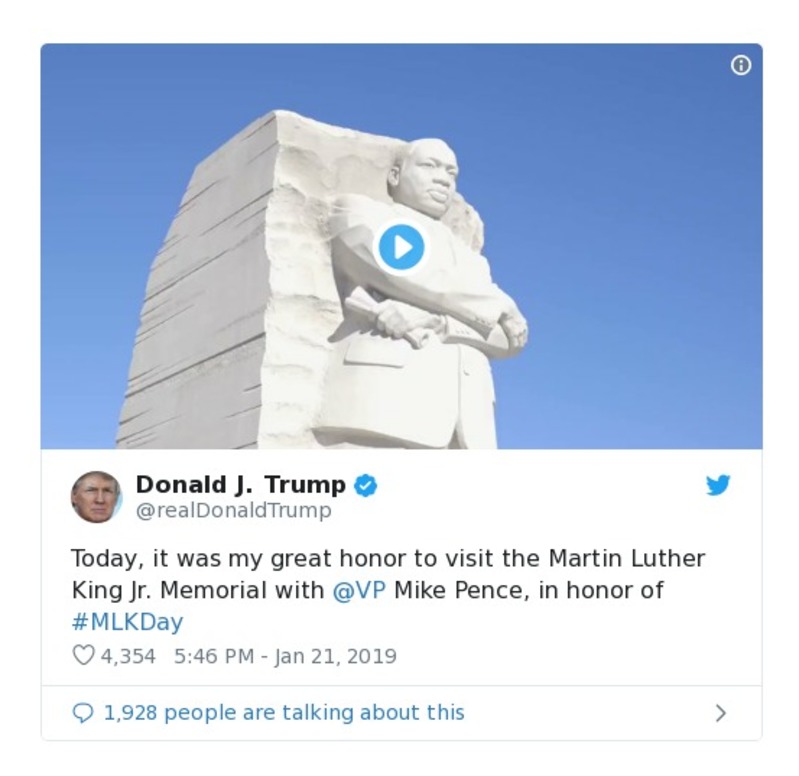 Donald J. Trump
@realDonaldTrump
Today, it was my great honor to visit the Martin Luther
King Jr. Memorial with @VP Mike Pence, in honor of
#MLKDay
4,354 5:46 PM - Jan 21, 2019
1,928 people are talking about this